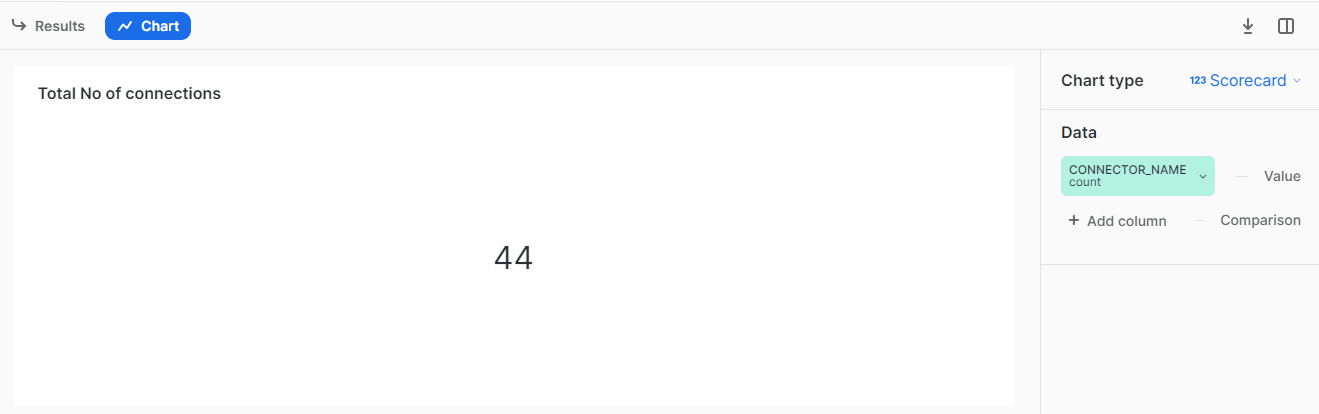 Results
Chart
Total No of connections
44
Chart type
123 Scorecard
Data
CONNECTOR_NAME
count
Value
+ Add column
Comparison